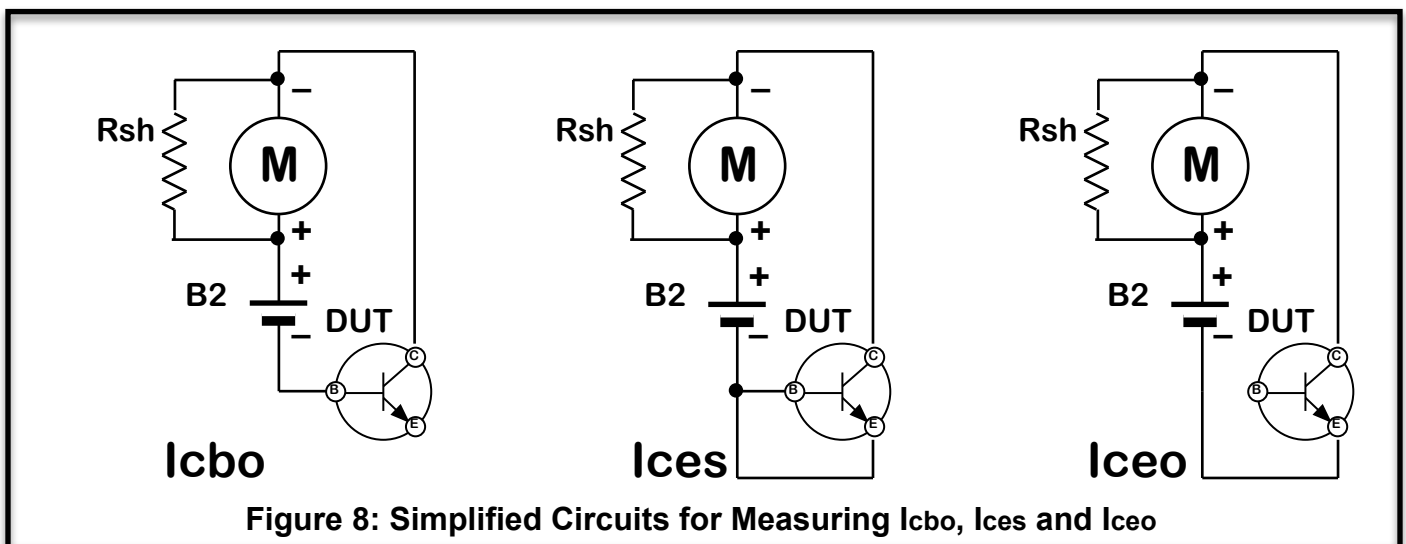 –
Rsh
M
+
+
B2
–
DUT
C
B
E
Icbo
–
Rsh
M
+
+
B2
–
DUT
C
B
E
Ices
–
Rsh
M
+
+
B2
–
DUT
C
B
E
Iceo
Figure 8: Simplified Circuits for Measuring Icbo, Ices and Iceo